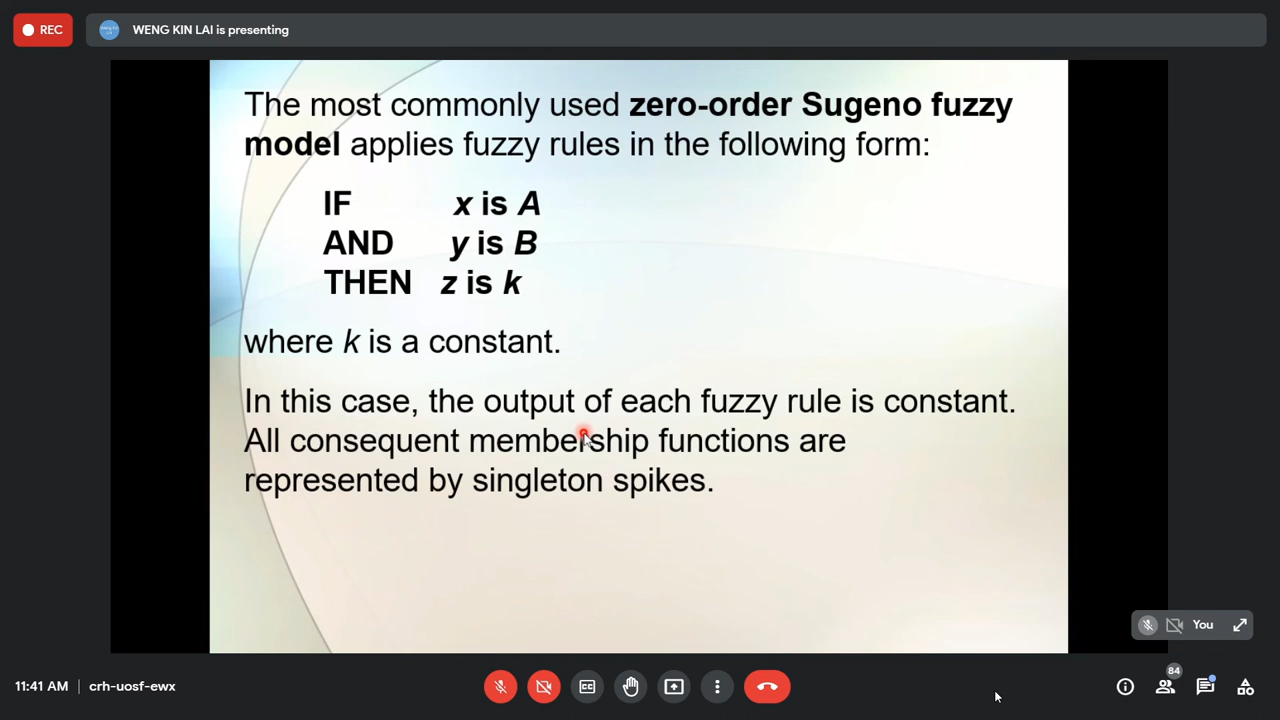 REC
WENG KIN LAI is presenting
The most commonly used zero-order Sugeno fuzzy
model applies fuzzy rules in the following form:
IF x is A
AND y is B
THEN z is k
where k is a constant.
In this case, the output of each fuzzy rule is constant.
All consequent membership functions are
represented by singleton spikes.
You
11:41 AM | crh-uosf-ewx
CC
84